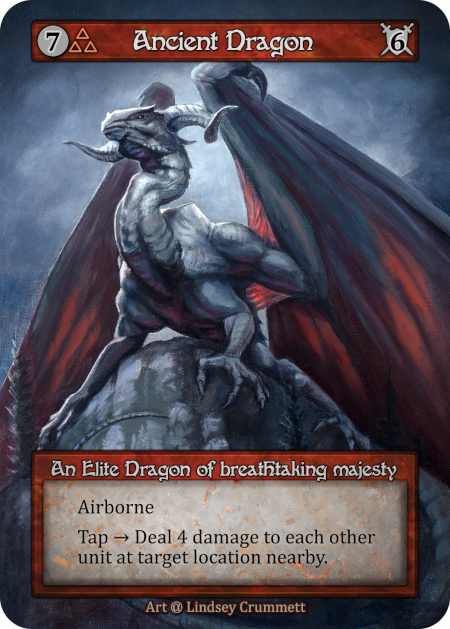 7 Ancient Dragon 6
An Elite Dragon of breathtaking majesty
Airborne
Tap → Deal 4 damage to each other
unit at target location nearby.
Art @ Lindsey Crummett